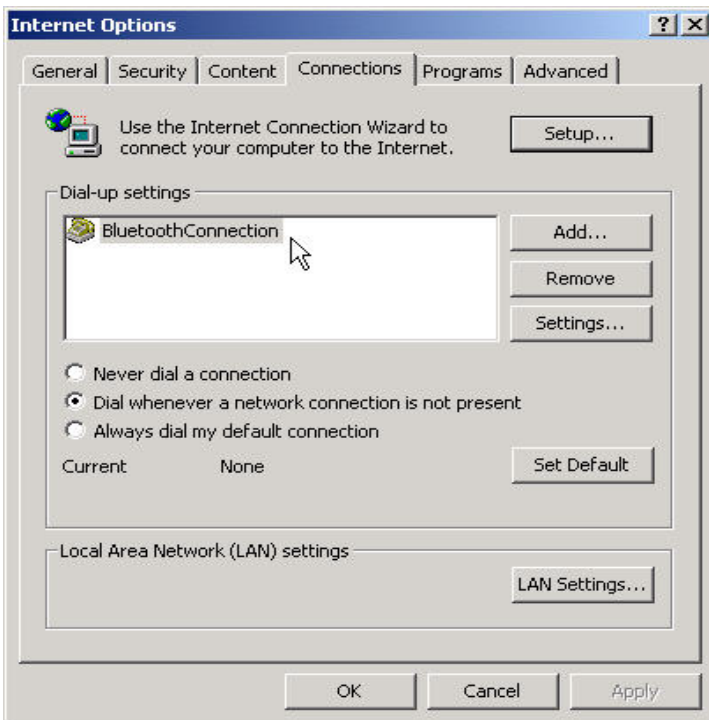 Internet Options
General Security Content Connections Programs Advanced
Use the Internet Connection Wizard to
connect your computer to the Internet.
Setup...
Dial-up settings
BluetoothConnection
Add...
Remove
Settings...
Never dial a connection
Dial whenever a network connection is not present
Always dial my default connection
Current None
Set Default
Local Area Network (LAN) settings
LAN Settings...
OK Cancel Apply